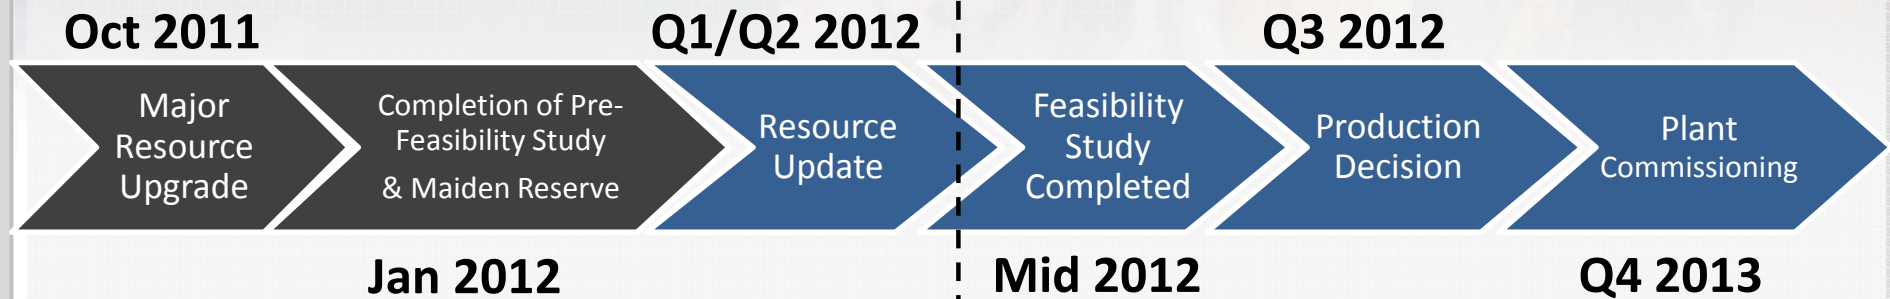 Oct 2011
Q1/Q2 2012
Q3 2012
Major
Resource
Upgrade
Completion of Pre-
Feasibility Study
& Maiden Reserve
Resource
Update
Feasibility
Study
Completed
Production
Decision
Plant
Commissioning
Jan 2012
Mid 2012
Q4 2013